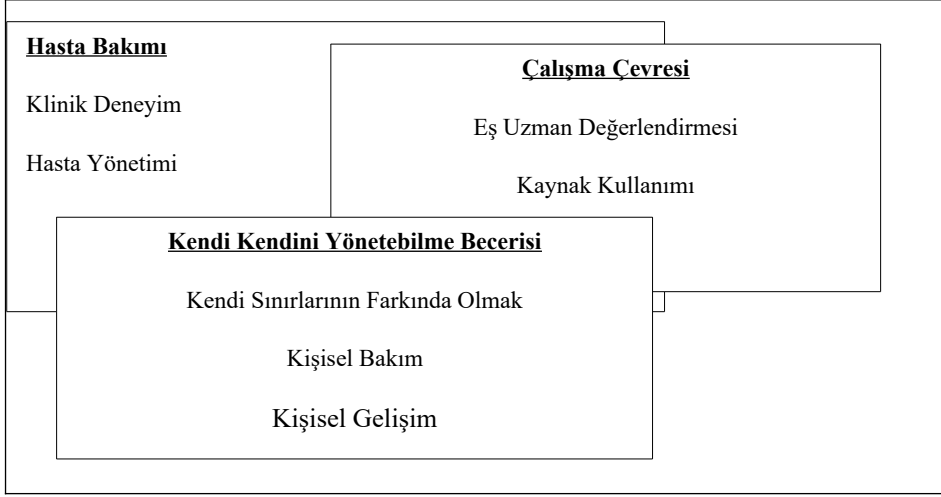 Hasta Bakımı
Klinik Deneyim
Hasta Yönetimi
Çalışma Çevresi
Eş Uzman Değerlendirmesi
Kaynak Kullanımı
Kendi Kendini Yönetebilme Becerisi
Kendi Sınırlarının Farkında Olmak
Kişisel Bakım
Kişisel Gelişim